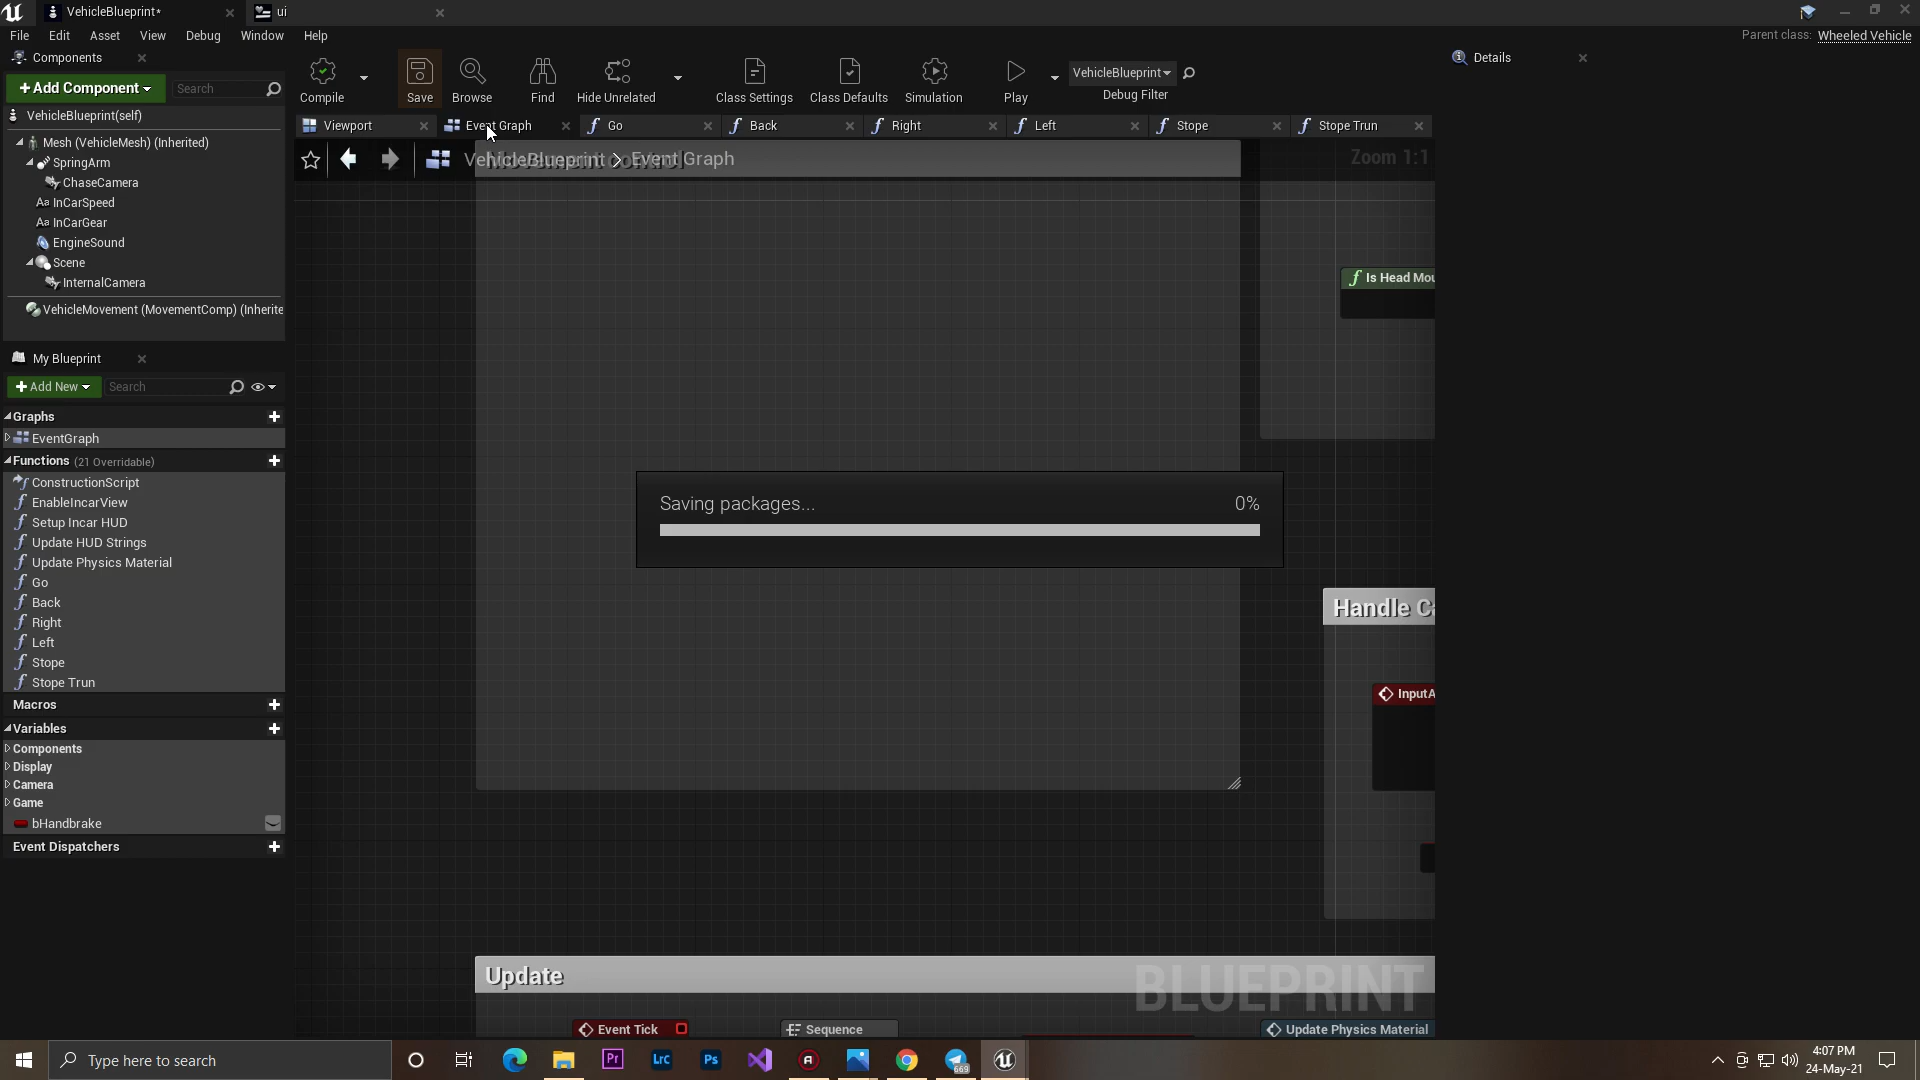 VehicleBlueprint*
ui
File Edit Asset View Debug Window Help
Parent class: Wheeled Vehicle
Components
Details
Add Component
Search
Compile
Save
Browse
Find
Hide Unrelated
Class Settings
Class Defaults
Simulation
Play
VehicleBlueprint
Debug Filter
VehicleBlueprint(self)
Viewport
Event Graph
Go
Back
Right
Left
Stope
Stope Trun
Mesh (VehicleMesh) (Inherited)
SpringArm
ChaseCamera
InCarSpeed
InCarGear
EngineSound
Scene
InternalCamera
VehicleMovement (MovementComp) (Inherite
VehicleBlueprint > Event Graph
Zoom 1:1
Is Head Mou
My Blueprint
Add New
Search
Graphs
EventGraph
Functions (21 Overridable)
ConstructionScript
EnableIncarView
Setup Incar HUD
Update HUD Strings
Update Physics Material
Go
Back
Right
Left
Stope
Stope Trun
Macros
Variables
Components
Display
Camera
Game
bHandbrake
Event Dispatchers
Saving packages... 0%
Handle Ca
InputA
Update
BLUEPRINT
Event Tick
Sequence
Update Physics Material
Type here to search
Pr
Lrc
Ps
669
4:07 PM
24-May-21